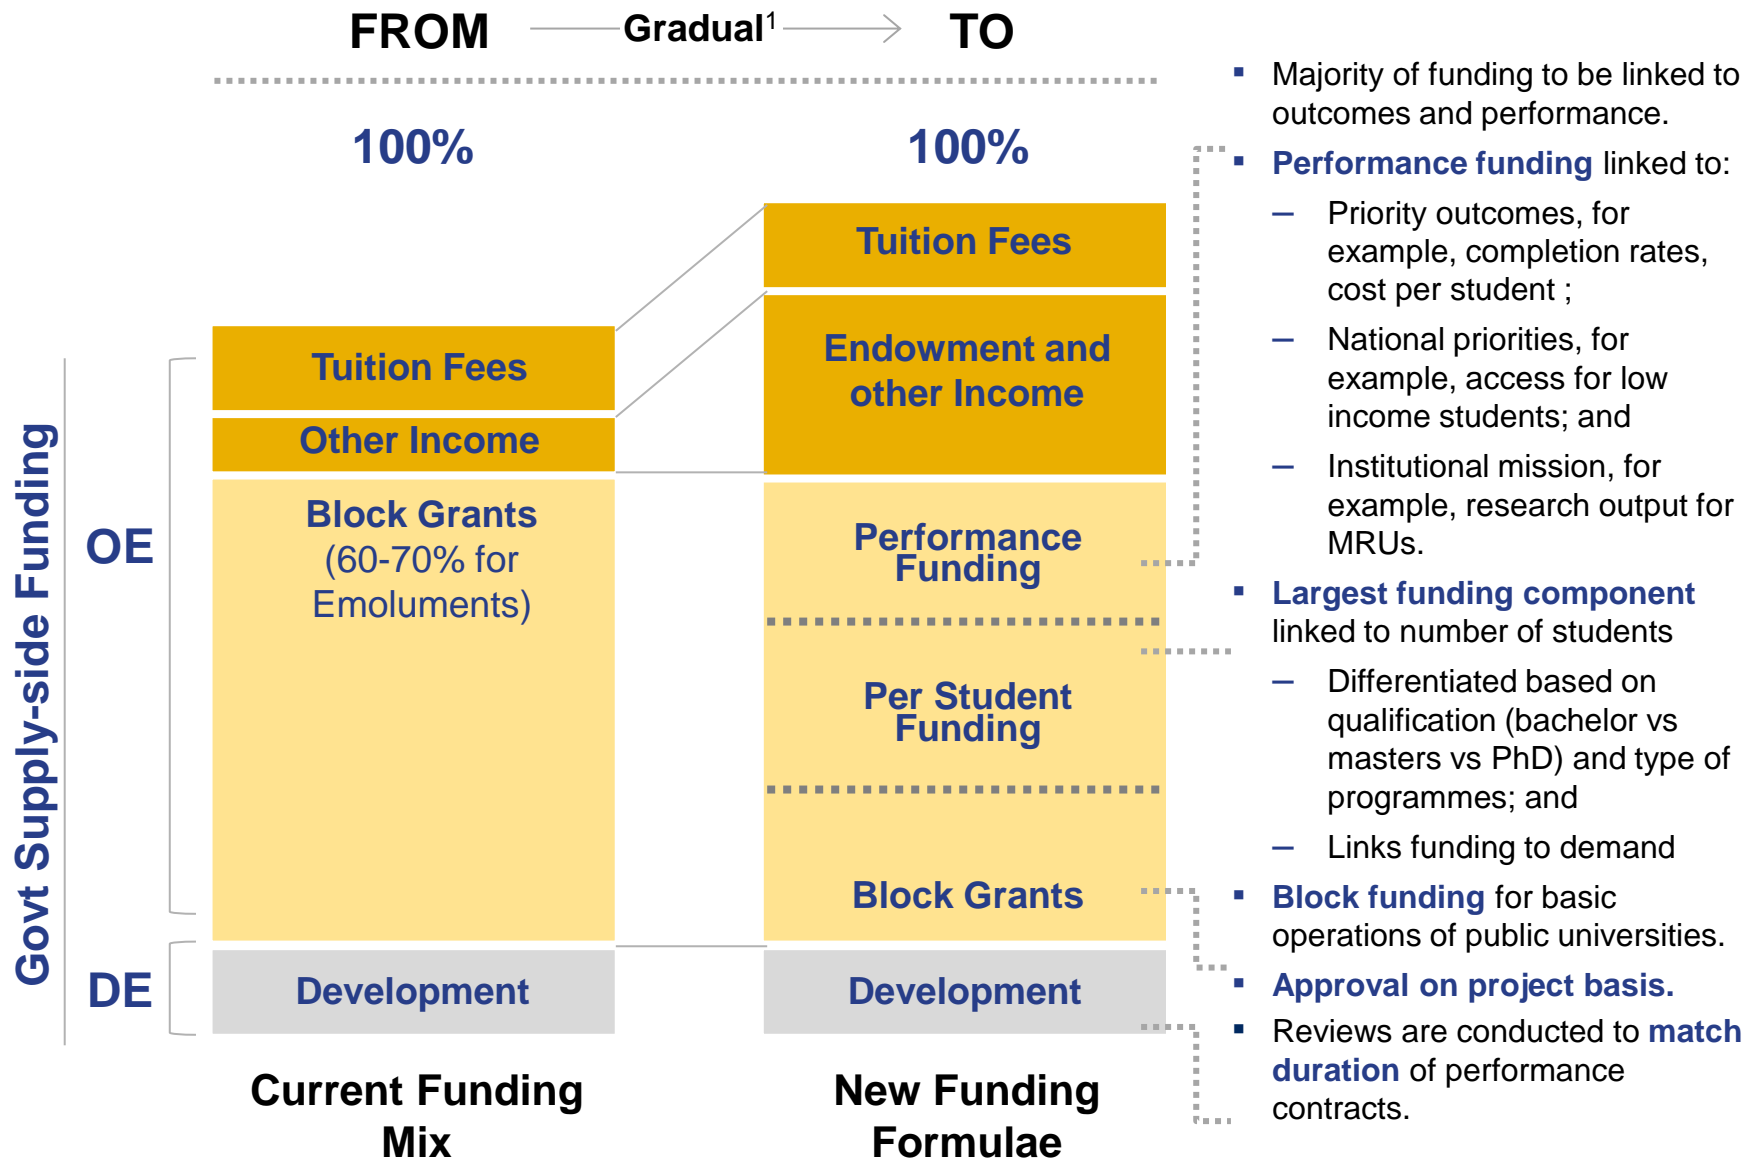 FROM
Gradual¹
TO
100%
100%
Tuition Fees
Other Income
Block Grants
(60-70% for
Emoluments)
Development
Tuition Fees
Endowment and
other Income
Performance
Funding
Per Student
Funding
Block Grants
Development
Govt Supply-side Funding
OE
DE
Current Funding
Mix
New Funding
Formulae
▪ Majority of funding to be linked to
outcomes and performance.
▪ Performance funding linked to:
– Priority outcomes, for
example, completion rates,
cost per student ;
– National priorities, for
example, access for low
income students; and
– Institutional mission, for
example, research output for
MRUs.
▪ Largest funding component
linked to number of students
– Differentiated based on
qualification (bachelor vs
masters vs PhD) and type of
programmes; and
– Links funding to demand
▪ Block funding for basic
operations of public universities.
▪ Approval on project basis.
▪ Reviews are conducted to match
duration of performance
contracts.